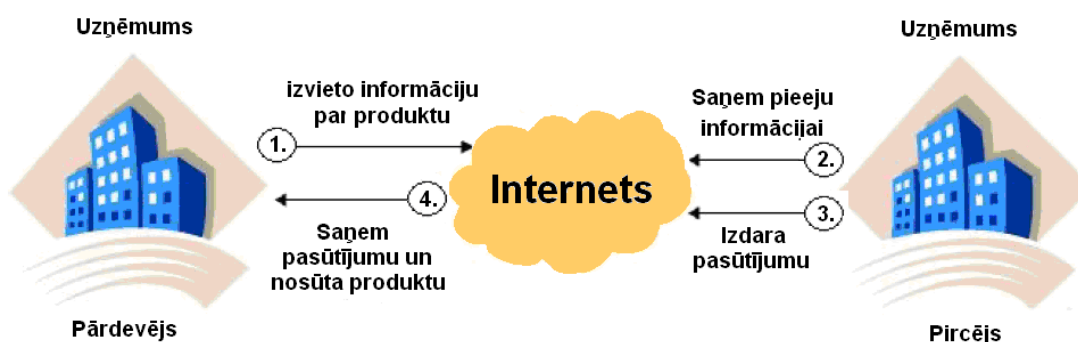 Uzņēmums
izvieto informāciju
par produktu
1.
4.
Saņem
pasūtījumu un
nosūta produktu
Pārdevējs
Internets
Uzņēmums
Saņem pieeju
informācijai
2.
3.
Izdara
pasūtījumu
Pircējs